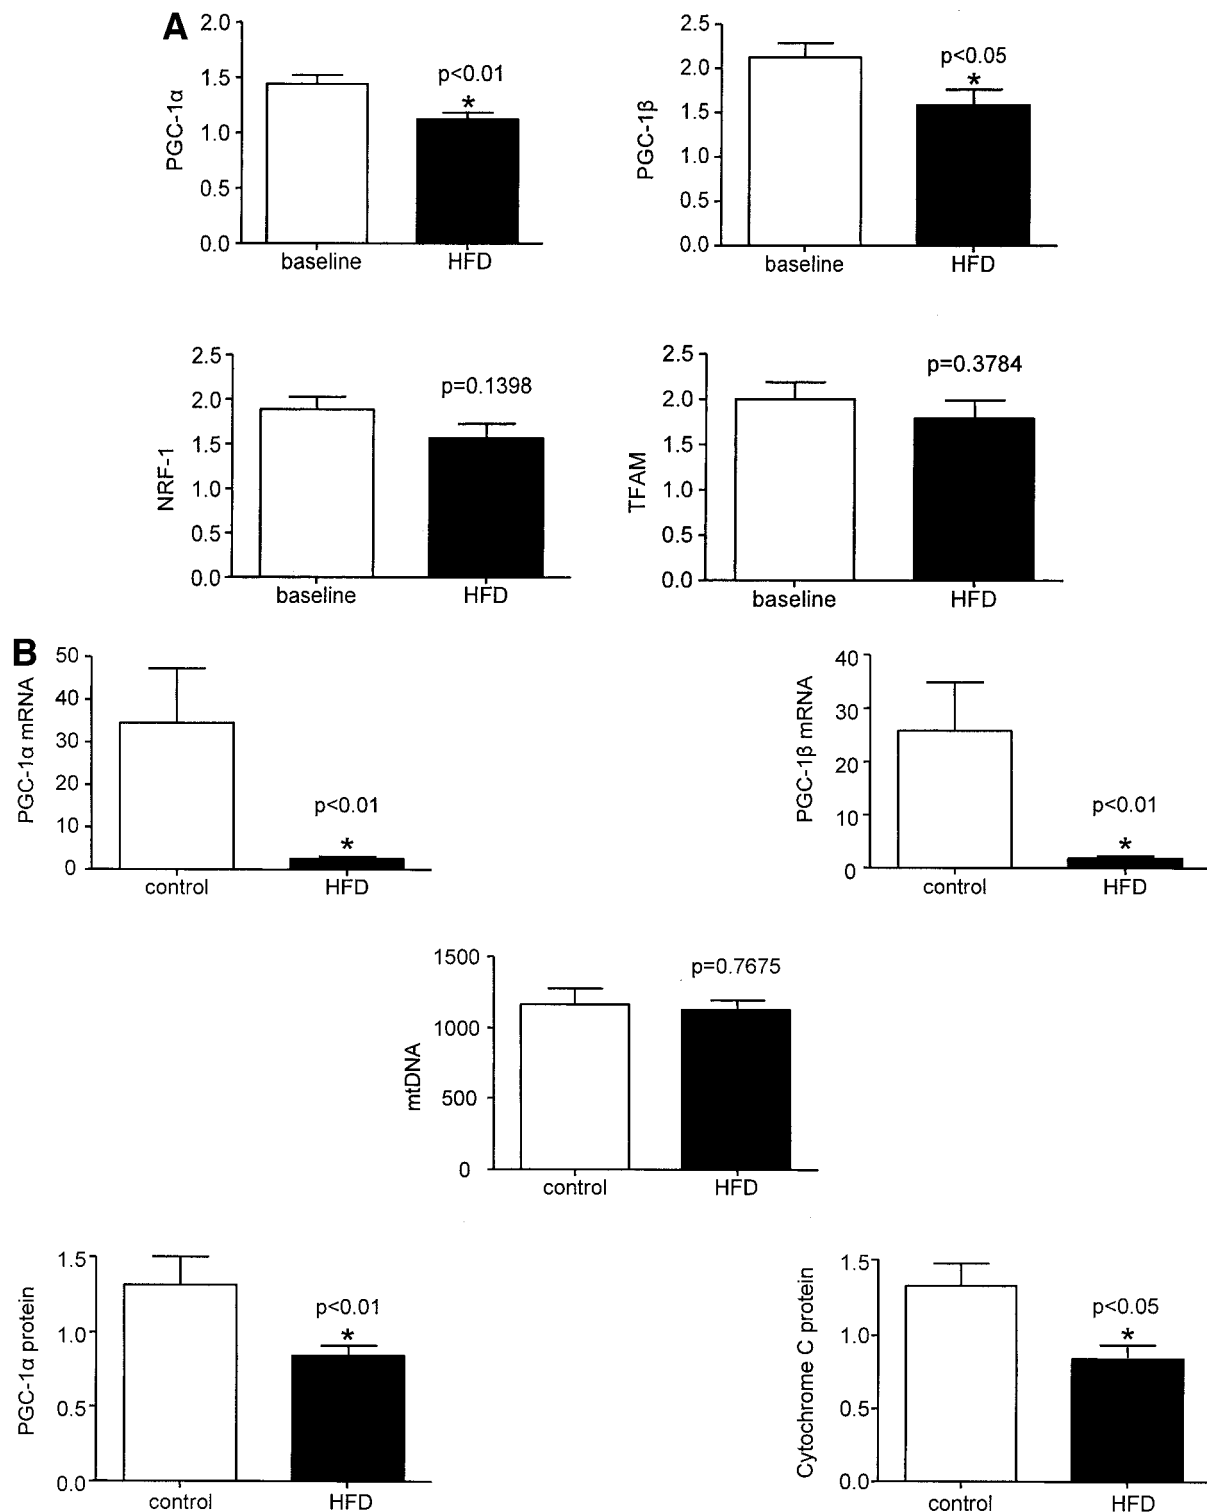 A
PGC-1α
2.0
1.5
1.0
0.5
0.0
p<0.01
*
baseline
HFD
PGC-1β
2.5
2.0
1.5
1.0
0.5
0.0
p<0.05
*
baseline
HFD
NRF-1
2.5
2.0
1.5
1.0
0.5
0.0
p=0.1398
baseline
HFD
TFAM
2.5
2.0
1.5
1.0
0.5
0.0
p=0.3784
baseline
HFD
B
PGC-1α mRNA
50
40
30
20
10
0
p<0.01
*
control
HFD
PGC-1β mRNA
40
30
20
10
0
p<0.01
*
control
HFD
mtDNA
1500
1000
500
0
p=0.7675
control
HFD
PGC-1α protein
1.5
1.0
0.5
0.0
p<0.01
*
control
HFD
Cytochrome C protein
1.5
1.0
0.5
0.0
p<0.05
*
control
HFD